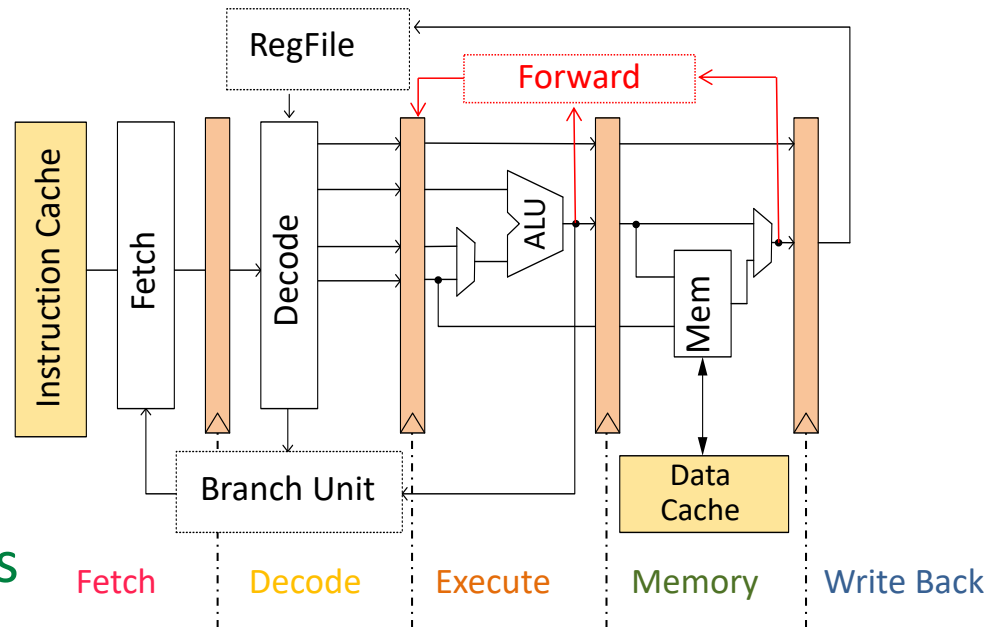 RegFile
Forward
Instruction Cache
Fetch
Decode
ALU
Mem
Branch Unit
Data
Cache
s
Fetch
Decode
Execute
Memory
Write Back